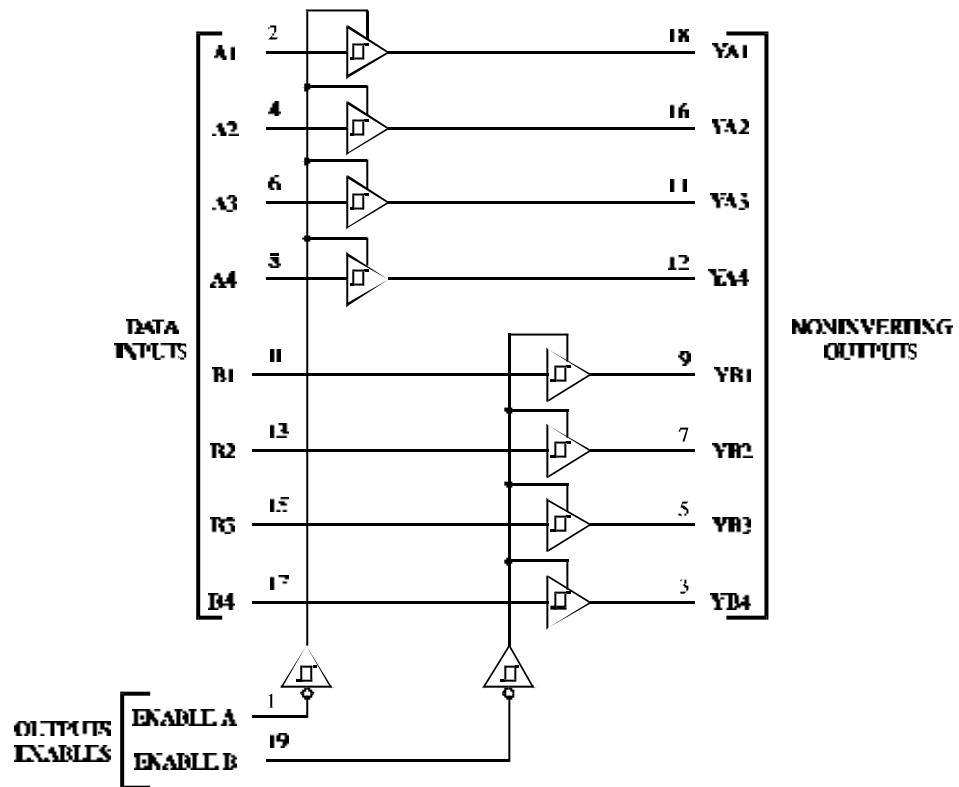 A1 2 18 YA1
A2 4 16 YA2
A3 6 14 YA3
A4 8 12 YA4
DATA
INPUTS
NONINVERTING
OUTPUTS
B1 11 9 YB1
B2 13 7 YB2
B3 15 5 YB3
B4 17 3 YB4
OUTPUTS
ENABLES
ENABLE A 1
ENABLE B 19